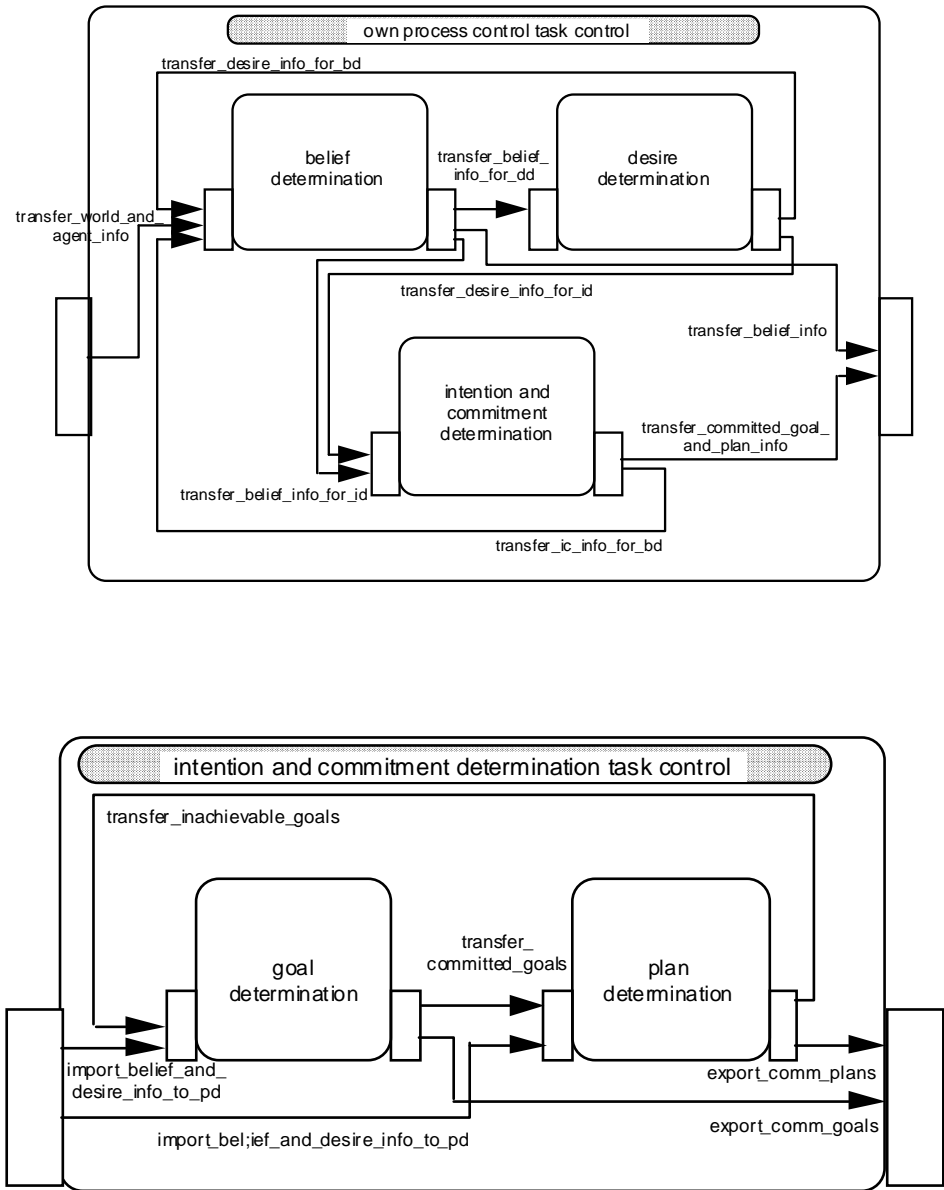 own process control task control
transfer_desire_info_for_bd
belief
determination
transfer_belief_
info_for_dd
desire
determination
transfer_world_and_
agent_info
transfer_desire_info_for_id
transfer_belief_info
intention and
commitment
determination
transfer_committed_goal_
and_plan_info
transfer_belief_info_for_id
transfer_ic_info_for_bd
intention and commitment determination task control
transfer_inachievable_goals
goal
determination
transfer_
committed_goals
plan
determination
import_belief_and_
desire_info_to_pd
export_comm_plans
import_bel;ief_and_desire_info_to_pd
export_comm_goals